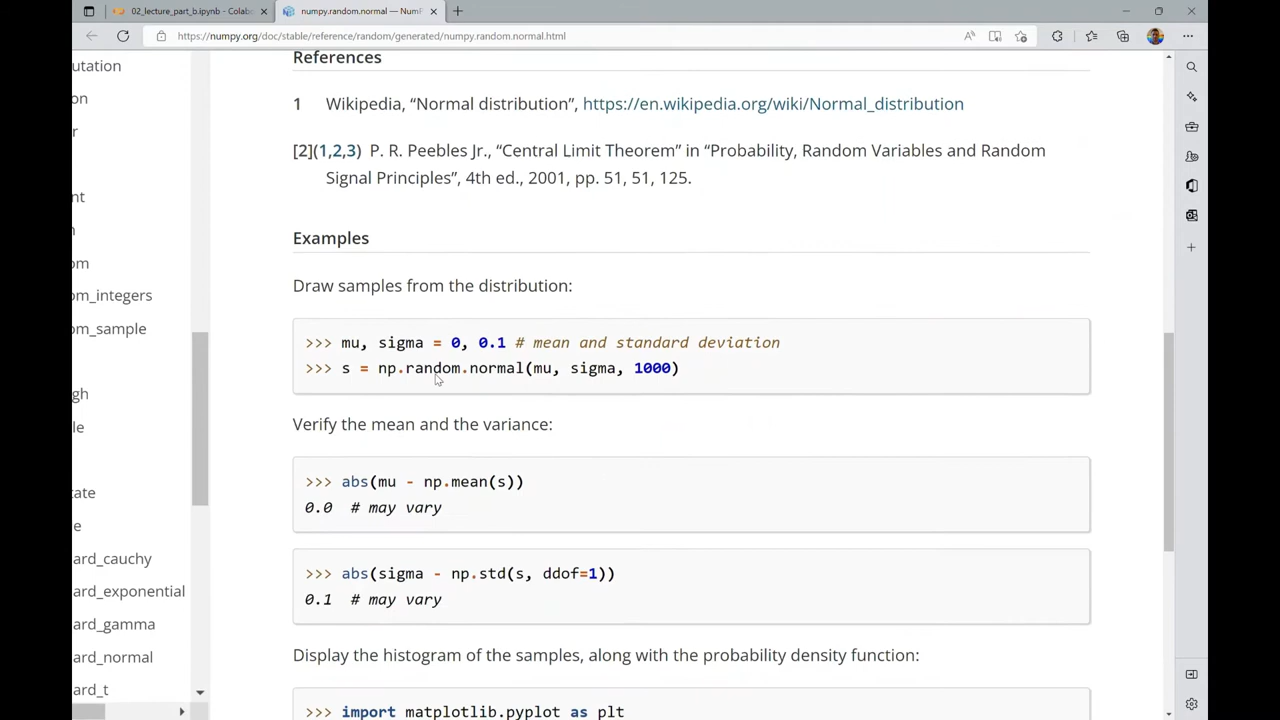 02_lecture_part_b.ipynb - Colab
numpy.random.normal — NumP
https://numpy.org/doc/stable/reference/random/generated/numpy.random.normal.html
References
1 Wikipedia, “Normal distribution”, https://en.wikipedia.org/wiki/Normal_distribution
[2](1,2,3) P. R. Peebles Jr., “Central Limit Theorem” in “Probability, Random Variables and Random
Signal Principles”, 4th ed., 2001, pp. 51, 51, 125.
Examples
Draw samples from the distribution:
>>> mu, sigma = 0, 0.1 # mean and standard deviation
>>> s = np.random.normal(mu, sigma, 1000)
Verify the mean and the variance:
>>> abs(mu - np.mean(s))
0.0 # may vary
>>> abs(sigma - np.std(s, ddof=1))
0.1 # may vary
Display the histogram of the samples, along with the probability density function:
>>> import matplotlib.pyplot as plt
utation
on
r
nt
n
om
om_integers
om_sample
gh
le
tate
e
ard_cauchy
ard_exponential
ard_gamma
ard_normal
ard_t